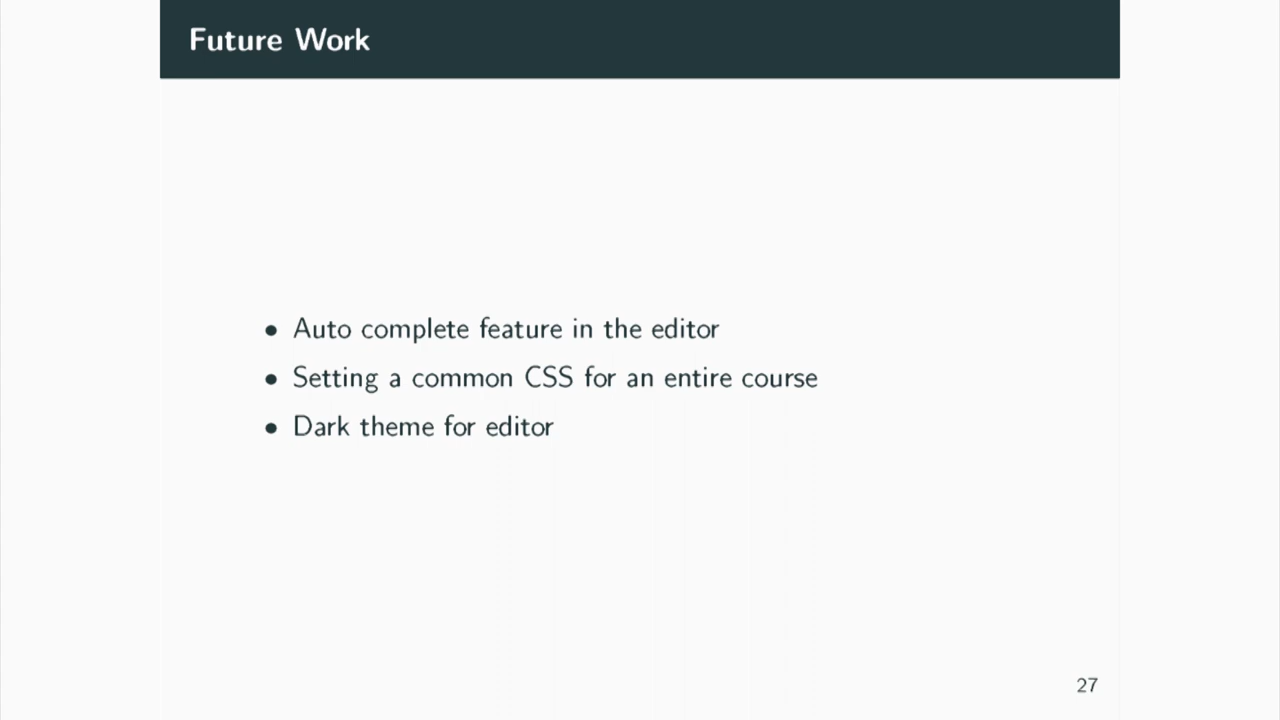 Future Work
• Auto complete feature in the editor
• Setting a common CSS for an entire course
• Dark theme for editor
27